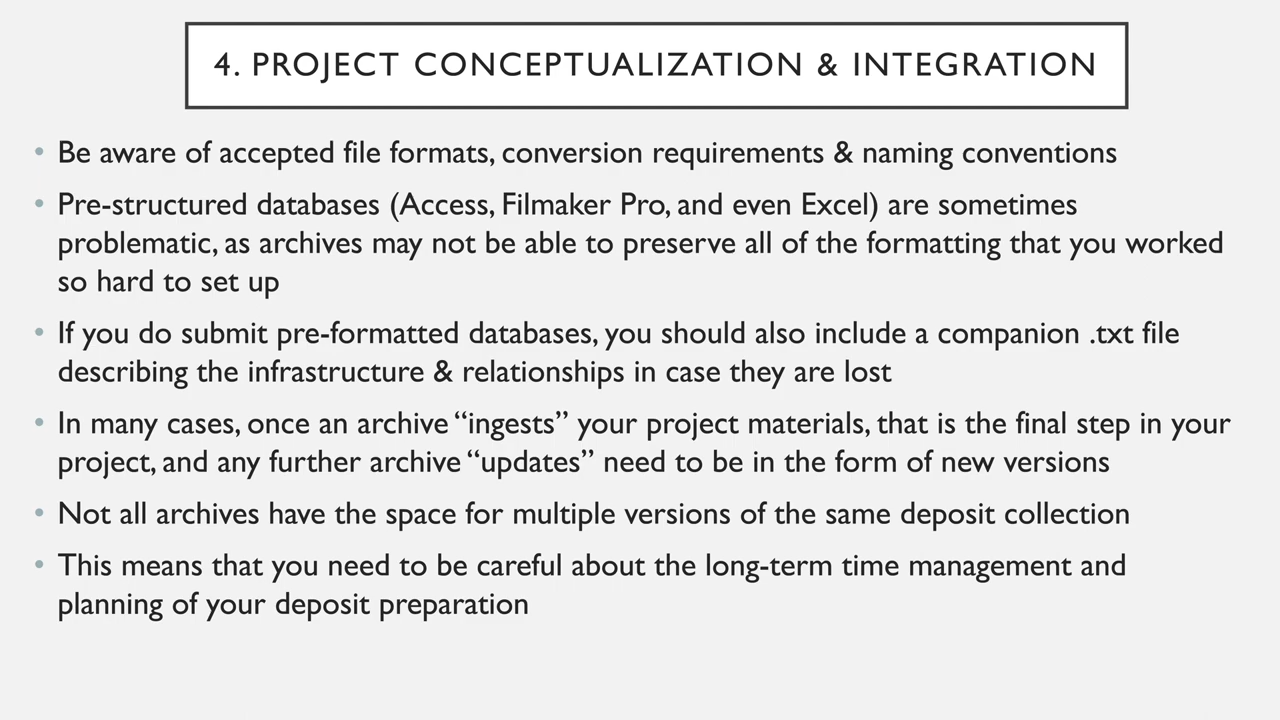 4. PROJECT CONCEPTUALIZATION & INTEGRATION
• Be aware of accepted file formats, conversion requirements & naming conventions
• Pre-structured databases (Access, Filmaker Pro, and even Excel) are sometimes
problematic, as archives may not be able to preserve all of the formatting that you worked
so hard to set up
• If you do submit pre-formatted databases, you should also include a companion .txt file
describing the infrastructure & relationships in case they are lost
• In many cases, once an archive “ingests” your project materials, that is the final step in your
project, and any further archive “updates” need to be in the form of new versions
• Not all archives have the space for multiple versions of the same deposit collection
• This means that you need to be careful about the long-term time management and
planning of your deposit preparation